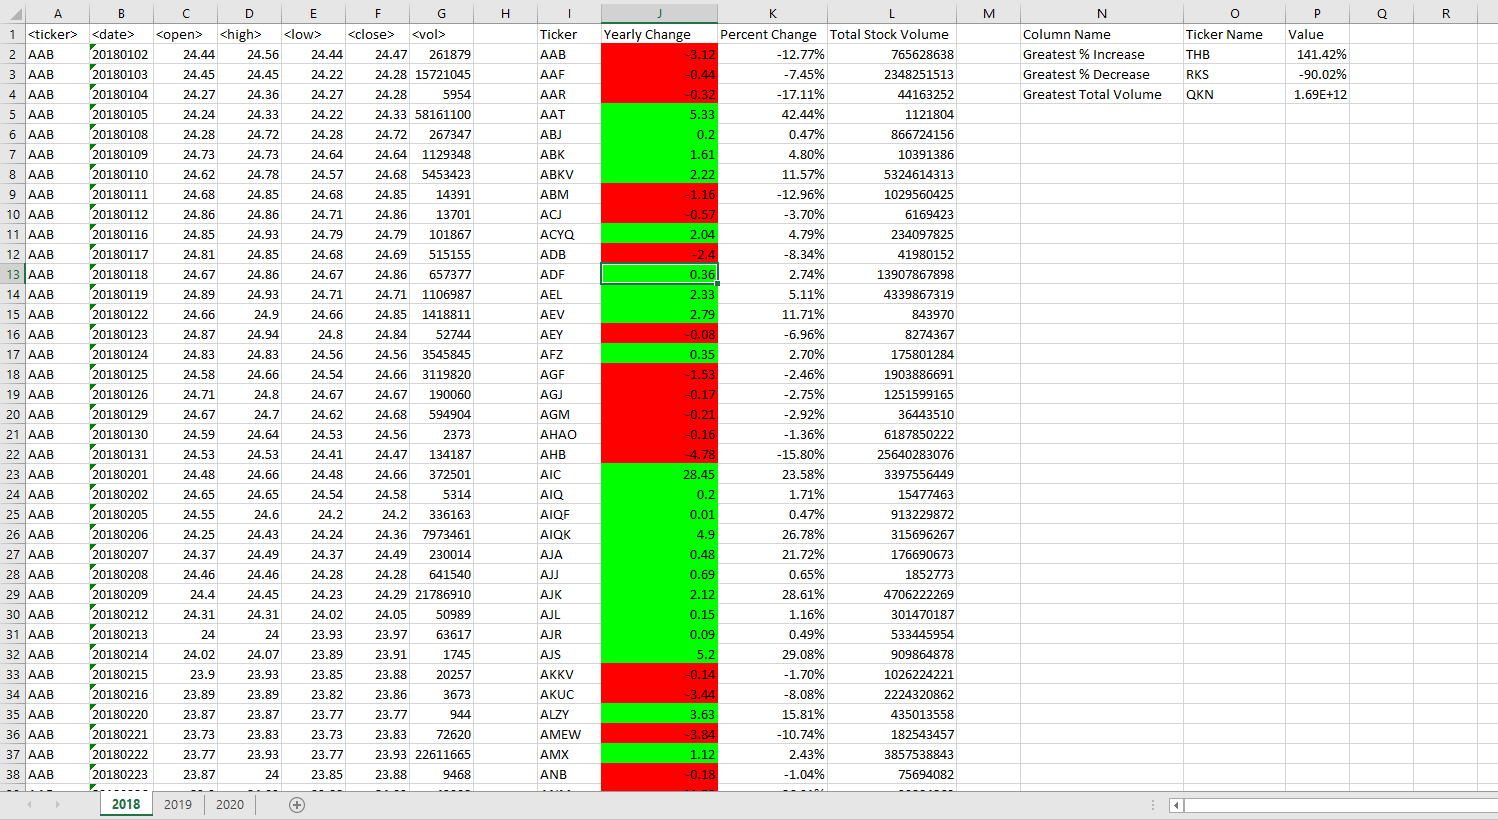 A B C D E F G H I J K L M N O P Q R
1 <ticker> <date> <open> <high> <low> <close> <vol> Ticker Yearly Change Percent Change Total Stock Volume Column Name Ticker Name Value
2 AAB 20180102 24.44 24.56 24.44 24.47 261879 AAB -3.12 -12.77% 765628638 Greatest % Increase THB 141.42%
3 AAB 20180103 24.45 24.45 24.22 24.28 15721045 AAF -0.44 -7.45% 2348251513 Greatest % Decrease RKS -90.02%
4 AAB 20180104 24.27 24.36 24.27 24.28 5954 AAR -0.32 -17.11% 44163252 Greatest Total Volume QKN 1.69E+12
5 AAB 20180105 24.24 24.33 24.22 24.33 58161100 AAT 5.33 42.44% 1121804
6 AAB 20180108 24.28 24.72 24.28 24.72 267347 ABJ 0.2 0.47% 866724156
7 AAB 20180109 24.73 24.73 24.64 24.64 1129348 ABK 1.61 4.80% 10391386
8 AAB 20180110 24.62 24.78 24.57 24.68 5453423 ABKV 2.22 11.57% 5324614313
9 AAB 20180111 24.68 24.85 24.68 24.85 14391 ABM -1.16 -12.96% 1029560425
10 AAB 20180112 24.86 24.86 24.71 24.86 13701 ACJ -0.57 -3.70% 6169423
11 AAB 20180116 24.85 24.93 24.79 24.79 101867 ACYQ 2.04 4.79% 234097825
12 AAB 20180117 24.81 24.85 24.68 24.69 515155 ADB -2.4 -8.34% 41980152
13 AAB 20180118 24.67 24.86 24.67 24.86 657377 ADF 0.36 2.74% 13907867898
14 AAB 20180119 24.89 24.93 24.71 24.71 1106987 AEL 2.33 5.11% 4339867319
15 AAB 20180122 24.66 24.9 24.66 24.85 1418811 AEV 2.79 11.71% 843970
16 AAB 20180123 24.87 24.94 24.8 24.84 52744 AEY -0.08 -6.96% 8274367
17 AAB 20180124 24.83 24.83 24.56 24.56 3545845 AFZ 0.35 2.70% 175801284
18 AAB 20180125 24.58 24.66 24.54 24.66 3119820 AGF -1.53 -2.46% 1903886691
19 AAB 20180126 24.71 24.8 24.67 24.67 190060 AGJ -0.17 -2.75% 1251599165
20 AAB 20180129 24.67 24.7 24.62 24.68 594904 AGM -0.21 -2.92% 36443510
21 AAB 20180130 24.59 24.64 24.53 24.56 2373 AHAO -0.16 -1.36% 6187850222
22 AAB 20180131 24.53 24.53 24.41 24.47 134187 AHB -4.78 -15.80% 25640283076
23 AAB 20180201 24.48 24.66 24.48 24.66 372501 AIC 28.45 23.58% 3397556449
24 AAB 20180202 24.65 24.65 24.54 24.58 5314 AIQ 0.2 1.71% 15477463
25 AAB 20180205 24.55 24.6 24.2 24.2 336163 AIQF 0.01 0.47% 913229872
26 AAB 20180206 24.25 24.43 24.24 24.36 7973461 AIQK 4.9 26.78% 315696267
27 AAB 20180207 24.37 24.49 24.37 24.49 230014 AJA 0.48 21.72% 176690673
28 AAB 20180208 24.46 24.46 24.28 24.28 641540 AJJ 0.69 0.65% 1852773
29 AAB 20180209 24.4 24.45 24.23 24.29 21786910 AJK 2.12 28.61% 4706222269
30 AAB 20180212 24.31 24.31 24.02 24.05 50989 AJL 0.15 1.16% 301470187
31 AAB 20180213 24 24 23.93 23.97 63617 AJR 0.09 0.49% 533445954
32 AAB 20180214 24.02 24.07 23.89 23.91 1745 AJS 5.2 29.08% 909864878
33 AAB 20180215 23.9 23.93 23.85 23.88 20257 AKKV -0.14 -1.70% 1026224221
34 AAB 20180216 23.89 23.89 23.82 23.86 3673 AKUC -3.44 -8.08% 2224320862
35 AAB 20180220 23.87 23.87 23.77 23.77 944 ALZY 3.63 15.81% 435013558
36 AAB 20180221 23.73 23.83 23.73 23.83 72620 AMEW -3.84 -10.74% 182543457
37 AAB 20180222 23.77 23.93 23.77 23.93 22611665 AMX 1.12 2.43% 3857538843
38 AAB 20180223 23.87 24 23.85 23.88 9468 ANB -0.18 -1.04% 75694082
2018 2019 2020